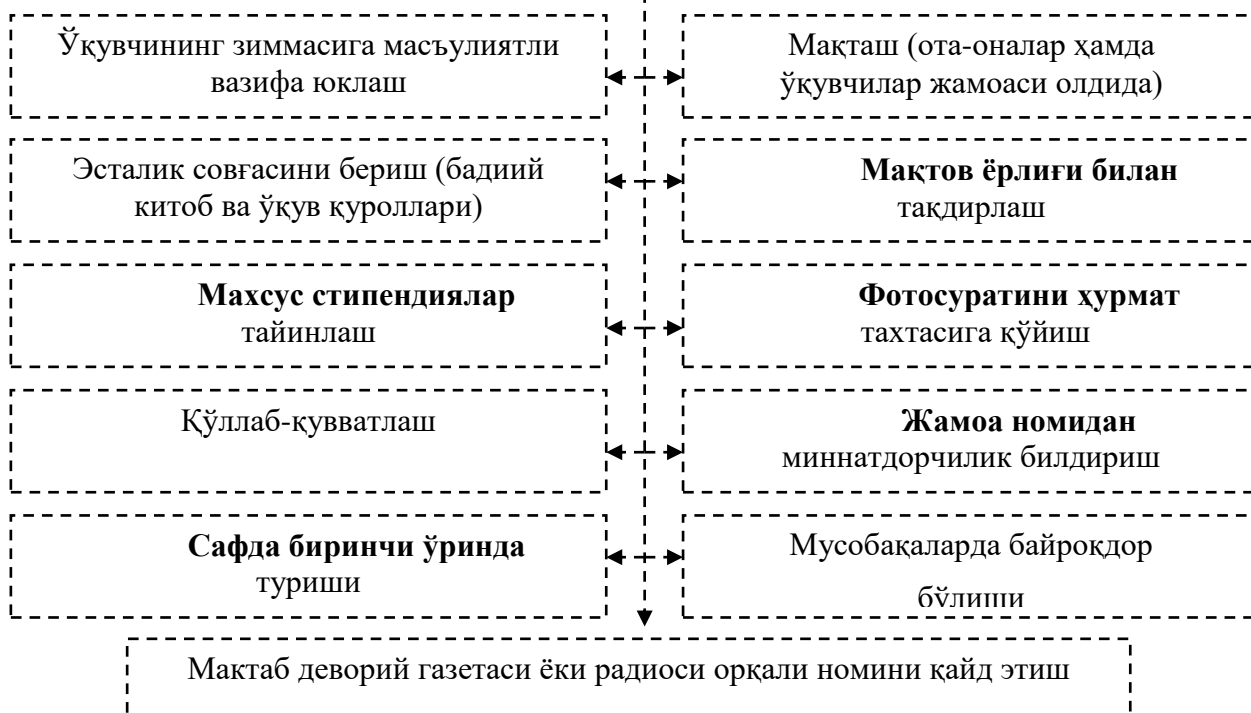 Ўқувчининг зиммасига масъулиятли
вазифа юклаш
Мақташ (ота-оналар ҳамда
ўқувчилар жамоаси олдида)
Эсталик совғасини бериш (бадиий
китоб ва ўқув қуроллари)
Мақтов ёрлиғи билан
тақдирлаш
Махсус стипендиялар
тайинлаш
Фотосуратини ҳурмат
тахтасига қўйиш
Қўллаб-қувватлаш
Жамоа номидан
миннатдорчилик билдириш
Сафда биринчи ўринда
туриши
Мусобақаларда байроқдор
бўлиши
Мактаб деворий газетаси ёки радиоси орқали номини қайд этиш